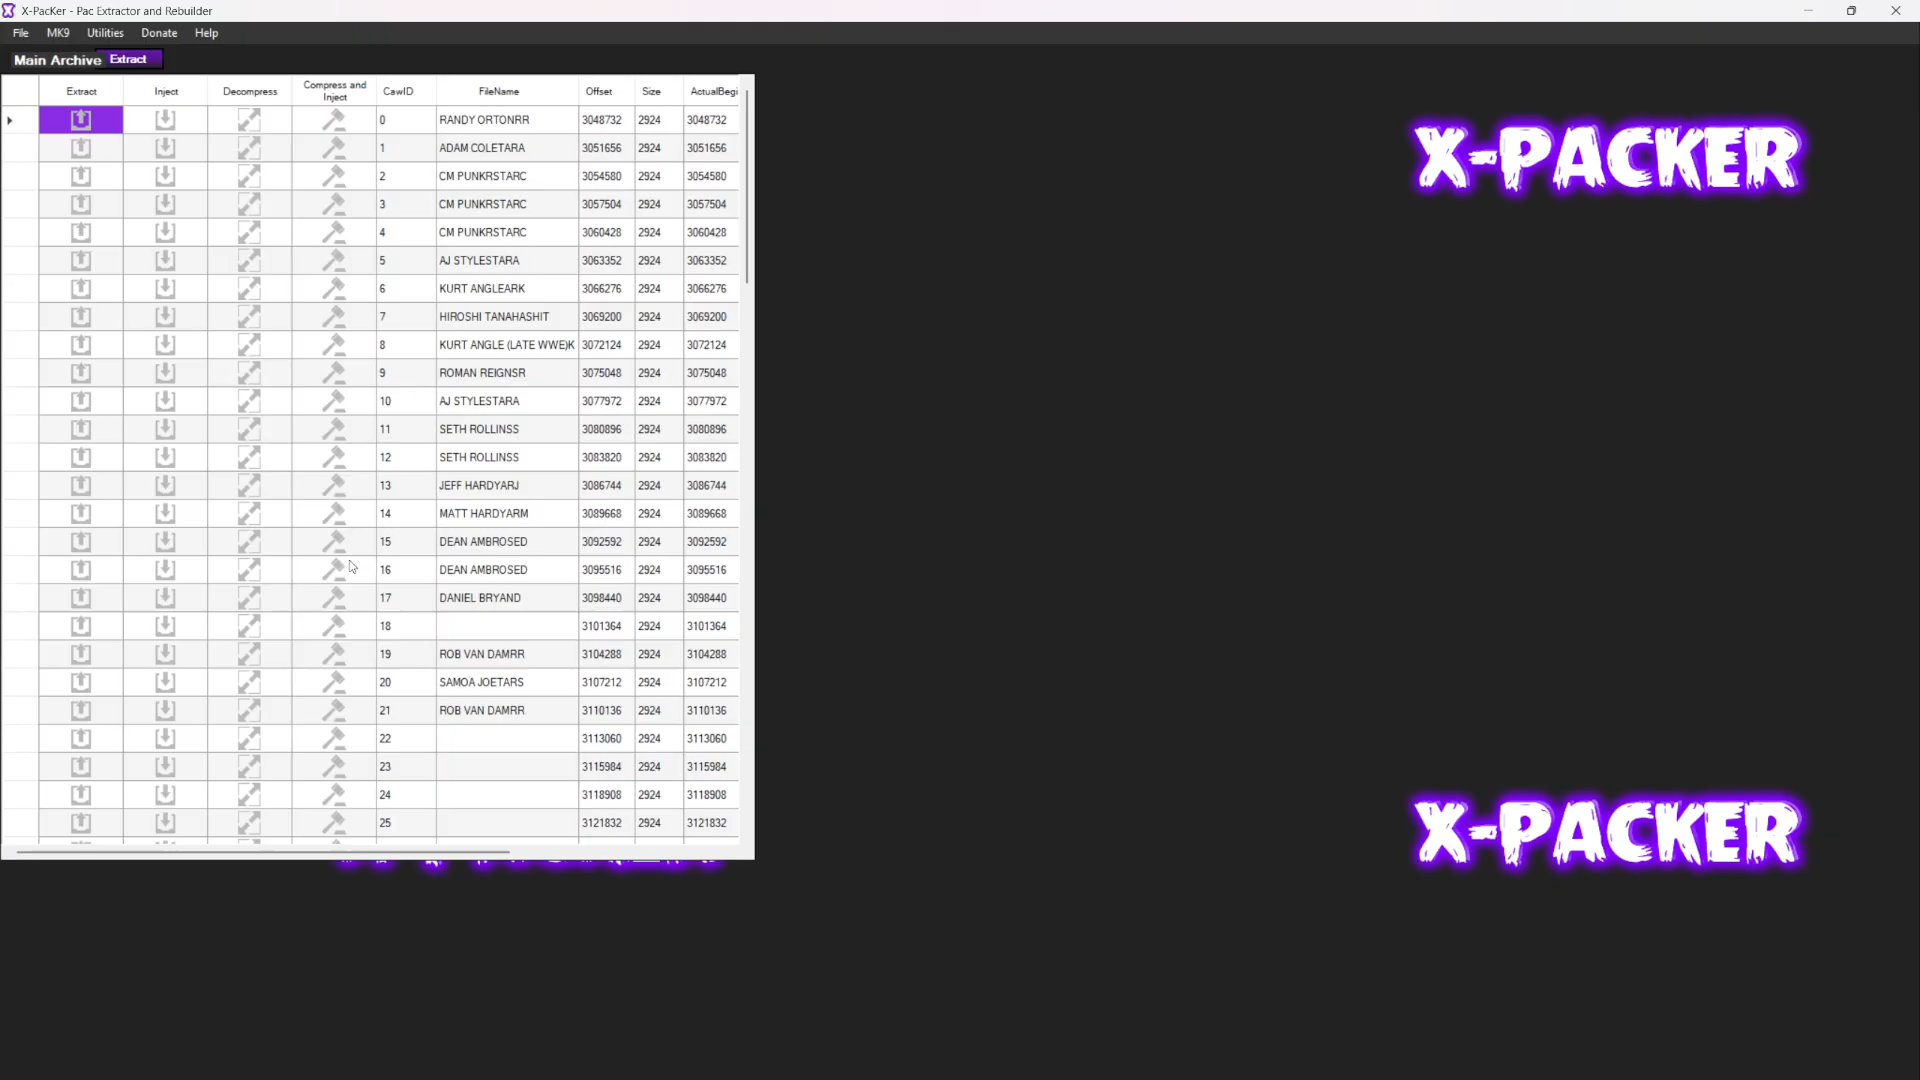 X-PacKer - Pac Extractor and Rebuilder
File MK9 Utilities Donate Help
Main Archive Extract
Extract Inject Decompress Compress and Inject CawID FileName Offset Size ActualBegi
0 RANDY ORTONRR 3048732 2924 3048732
1 ADAM COLETARA 3051656 2924 3051656
2 CM PUNKRSTARC 3054580 2924 3054580
3 CM PUNKRSTARC 3057504 2924 3057504
4 CM PUNKRSTARC 3060428 2924 3060428
5 AJ STYLESTARA 3063352 2924 3063352
6 KURT ANGLEARK 3066276 2924 3066276
7 HIROSHI TANAHASHIT 3069200 2924 3069200
8 KURT ANGLE (LATE WWE)K 3072124 2924 3072124
9 ROMAN REIGNSR 3075048 2924 3075048
10 AJ STYLESTARA 3077972 2924 3077972
11 SETH ROLLINSS 3080896 2924 3080896
12 SETH ROLLINSS 3083820 2924 3083820
13 JEFF HARDYARJ 3086744 2924 3086744
14 MATT HARDYARM 3089668 2924 3089668
15 DEAN AMBROSED 3092592 2924 3092592
16 DEAN AMBROSED 3095516 2924 3095516
17 DANIEL BRYAND 3098440 2924 3098440
18 3101364 2924 3101364
19 ROB VAN DAMRR 3104288 2924 3104288
20 SAMOA JOETARS 3107212 2924 3107212
21 ROB VAN DAMRR 3110136 2924 3110136
22 3113060 2924 3113060
23 3115984 2924 3115984
24 3118908 2924 3118908
25 3121832 2924 3121832
X-PACKER
X-PACKER